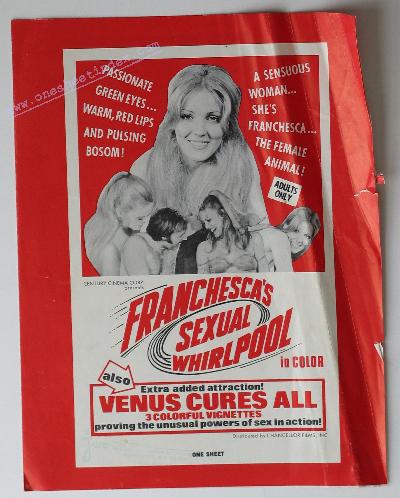 www.onesheetindex.com
PASSIONATE
GREEN EYES...
WARM, RED LIPS
AND PULSING
BOSOM!
A SENSUOUS
WOMAN...
SHE'S
FRANCHESCA...
THE FEMALE
ANIMAL!
ADULTS
ONLY
CENTURY CINEMA CORP.
presents
FRANCHESCA'S
SEXUAL
WHIRLPOOL
in COLOR
also
Extra added attraction!
VENUS CURES ALL
3 COLORFUL VIGNETTES
proving the unusual powers of sex in action!
Distributed by CHANCELLOR FILMS, INC
ONE SHEET